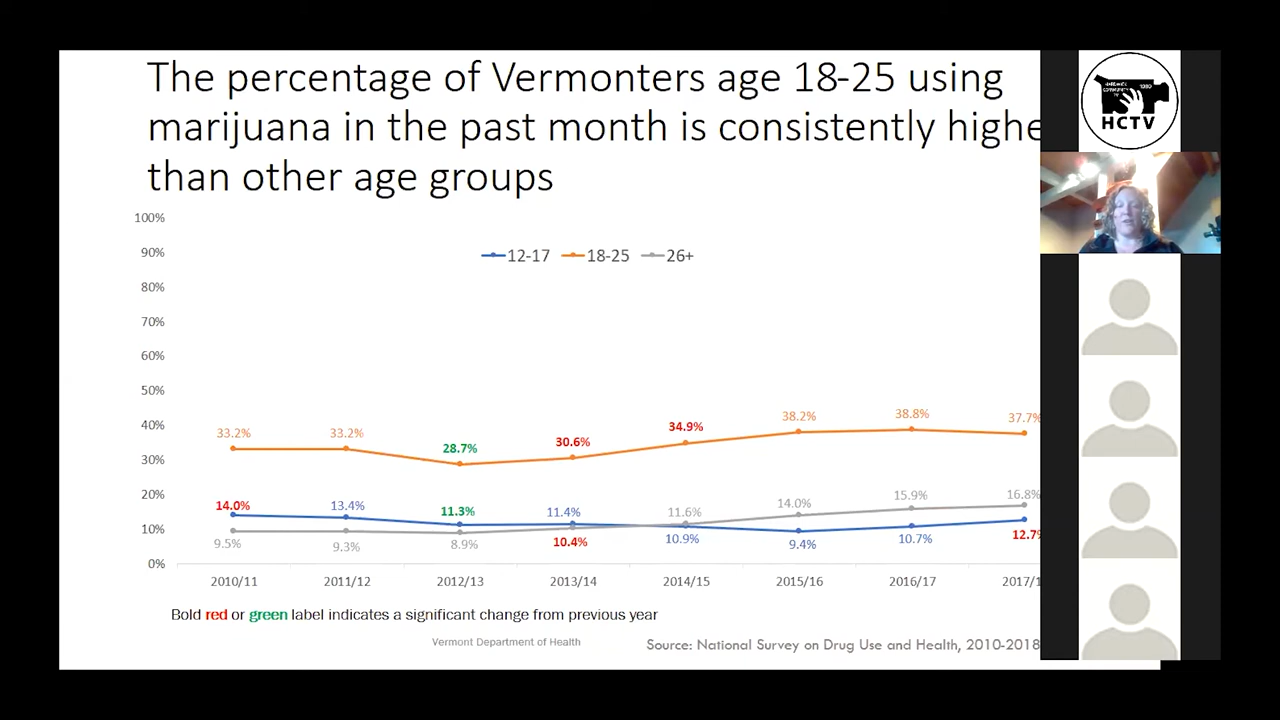 The percentage of Vermonters age 18-25 using
marijuana in the past month is consistently highe
than other age groups
HCTV
100%
90%
80%
70%
60%
50%
40%
30%
20%
10%
0%
12-17 18-25 26+
33.2% 33.2% 28.7% 30.6% 34.9% 38.2% 38.8% 37.7%
14.0% 13.4% 11.3% 11.4% 11.6% 14.0% 15.9% 16.8%
9.5% 9.3% 8.9% 10.4% 10.9% 9.4% 10.7% 12.7%
2010/11 2011/12 2012/13 2013/14 2014/15 2015/16 2016/17 2017/1
Bold red or green label indicates a significant change from previous year
Vermont Department of Health
Source: National Survey on Drug Use and Health, 2010-2018